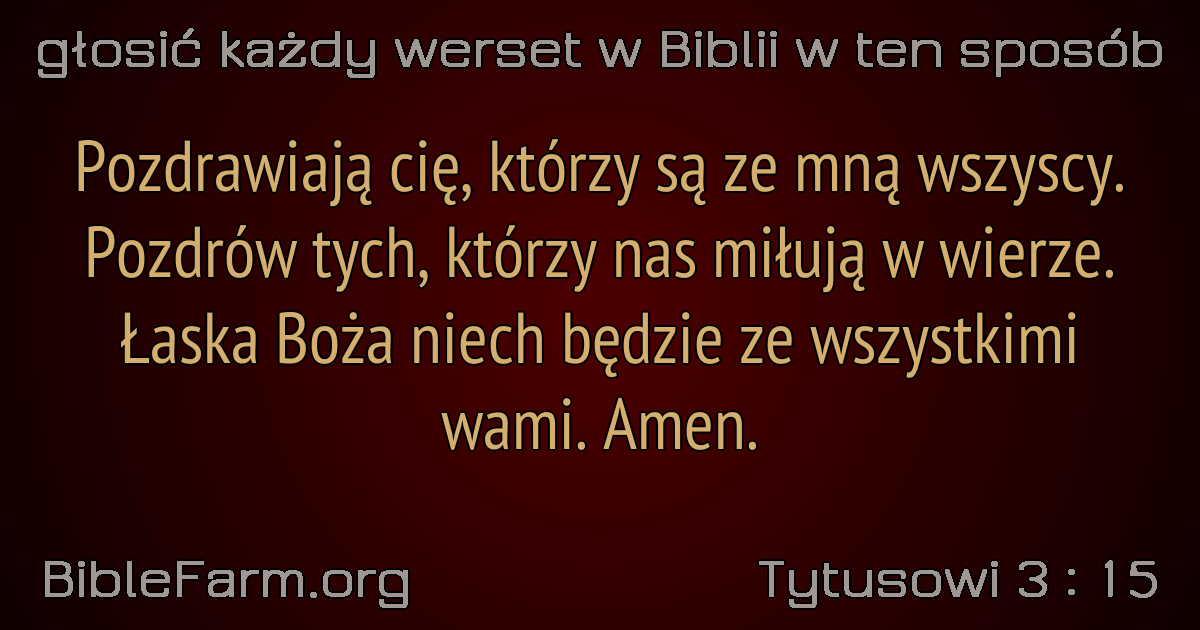 głosić każdy werset w Biblii w ten sposób
Pozdrawiają cię, którzy są ze mną wszyscy.
Pozdrów tych, którzy nas miłują w wierze.
Łaska Boża niech będzie ze wszystkimi
wami. Amen.
BibleFarm.org
Tytusowi 3 : 15